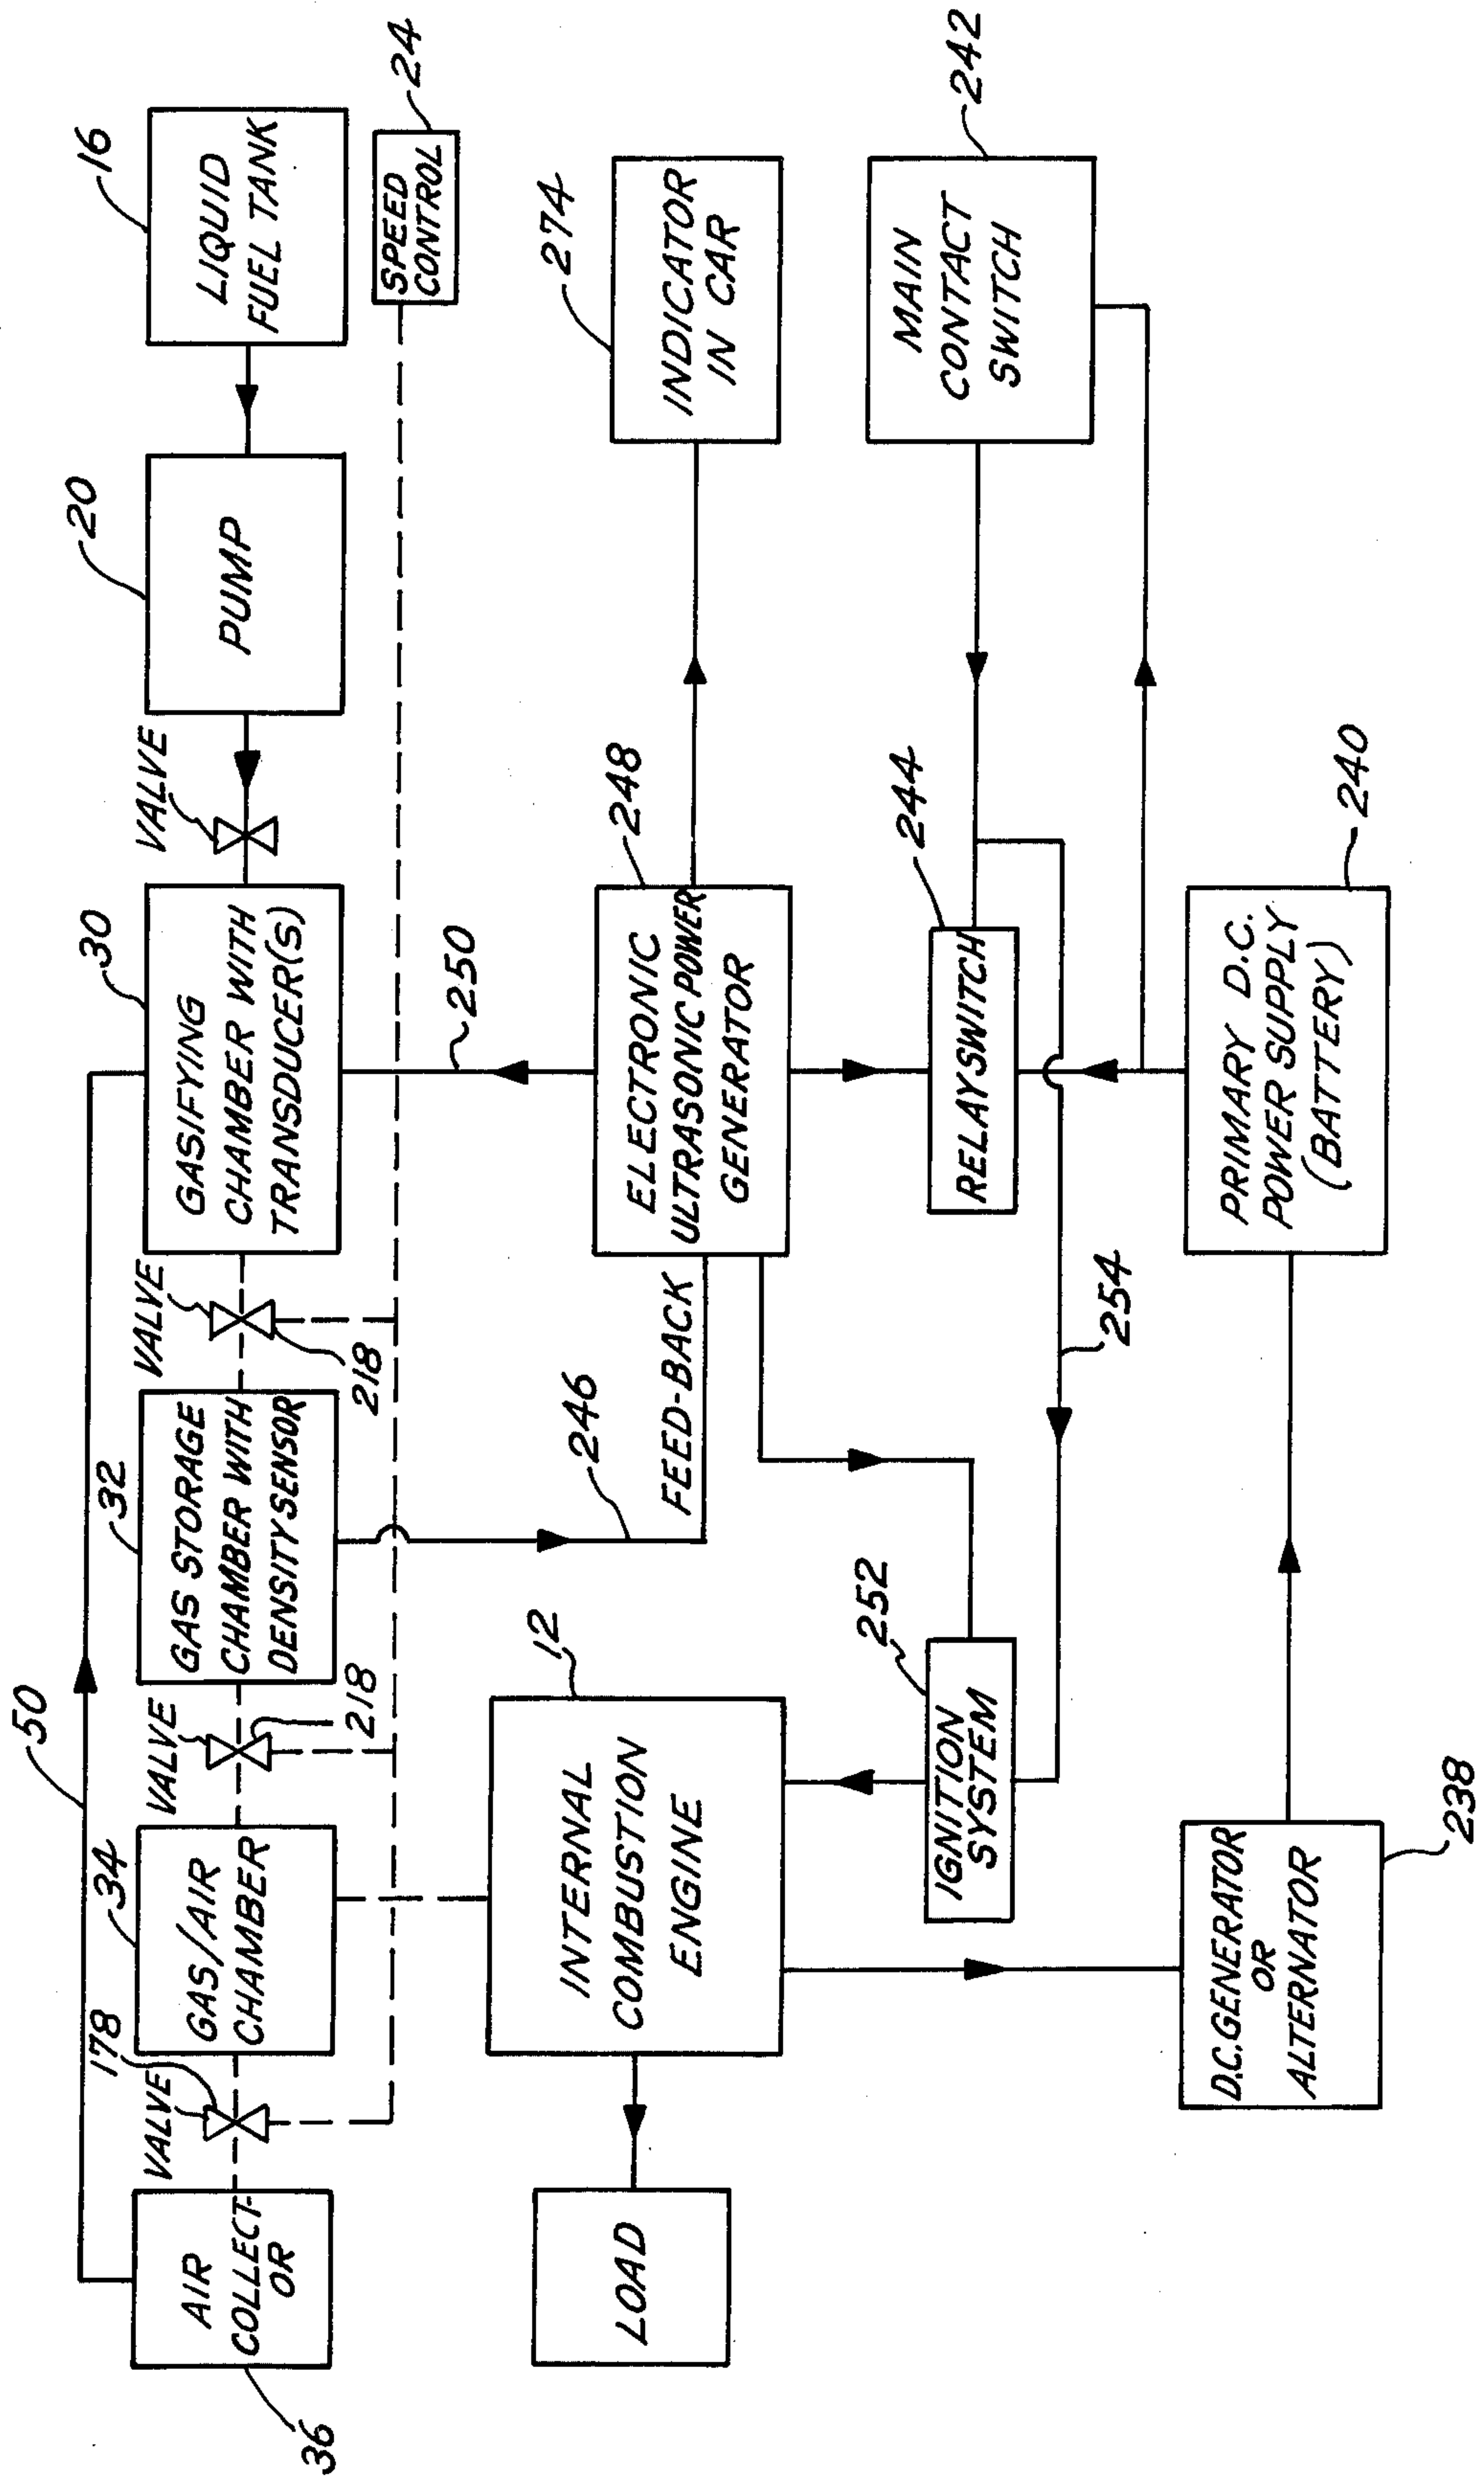 50
36
AIR
COLLECT-
OR
VALVE
178
34
GAS/AIR
CHAMBER
VALVE
218
32
GAS STORAGE
CHAMBER WITH
DENSITY SENSOR
VALVE
218
30
GASIFYING
CHAMBER WITH
TRANSDUCER(S)
VALVE
20
PUMP
16
LIQUID
FUEL TANK
SPEED
CONTROL
24
LOAD
12
INTERNAL
COMBUSTION
ENGINE
246
FEED-BACK
250
248
ELECTRONIC
ULTRASONIC POWER
GENERATOR
274
INDICATOR
IN CAR
252
IGNITION
SYSTEM
254
244
RELAY SWITCH
MAIN
CONTACT
SWITCH
242
D.C. GENERATOR
OR
ALTERNATOR
238
PRIMARY D.C.
POWER SUPPLY
(BATTERY)
240